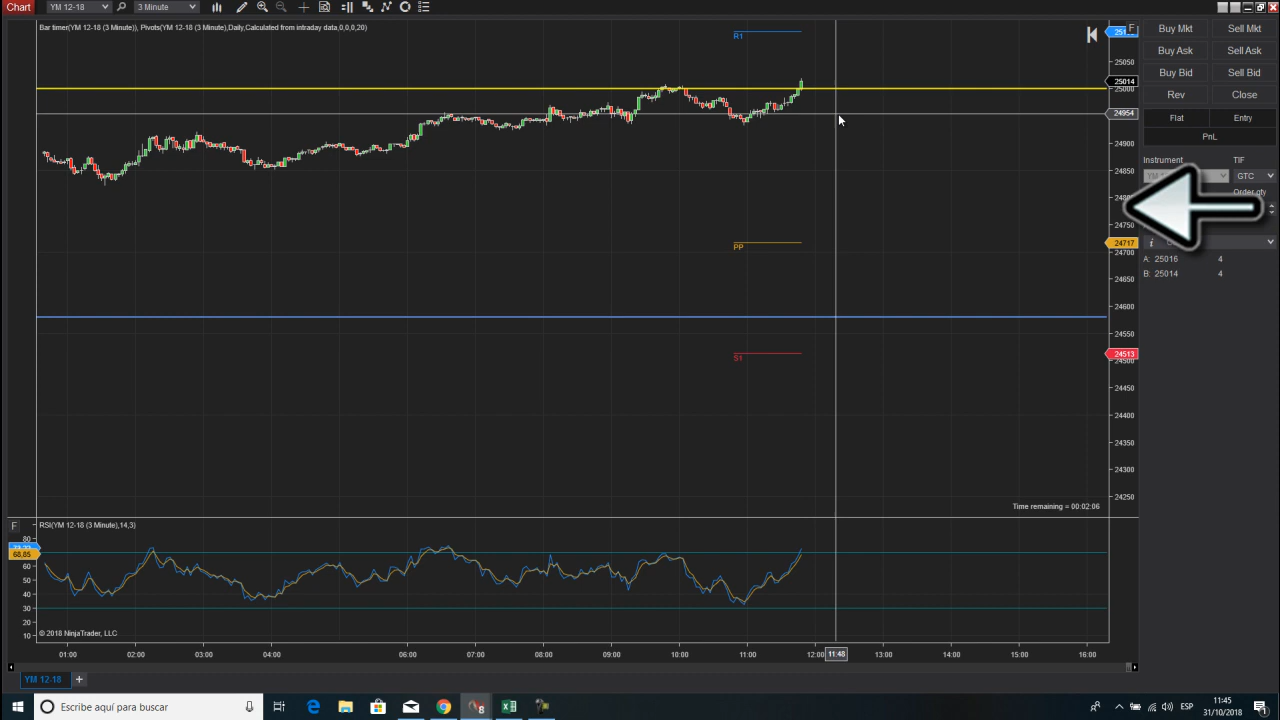 Chart YM 12-18 3 Minute
Bar timer(YM 12-18 (3 Minute)), Pivots(YM 12-18 (3 Minute),Daily,Calculated from intraday data,0,0,0,20)
R1
F
25050
25014
25000
24954
24900
24850
24750
24717
24700
24650
24600
24550
24513
24500
24450
24400
24350
24300
24250
PP
S1
Time remaining = 00:02:06
Buy Mkt Sell Mkt
Buy Ask Sell Ask
Buy Bid Sell Bid
Rev Close
Flat Entry
PnL
Instrument TIF
GTC
Order qty
A: 25016 4
B: 25014 4
F
RSI(YM 12-18 (3 Minute),14,3)
80
68,85
60
50
40
30
20
10
© 2018 NinjaTrader, LLC
01:00 02:00 03:00 04:00 06:00 07:00 08:00 09:00 10:00 11:00 12:00 11:48 13:00 14:00 15:00 16:00
YM 12-18 +
Escribe aquí para buscar
ESP
11:45
31/10/2018